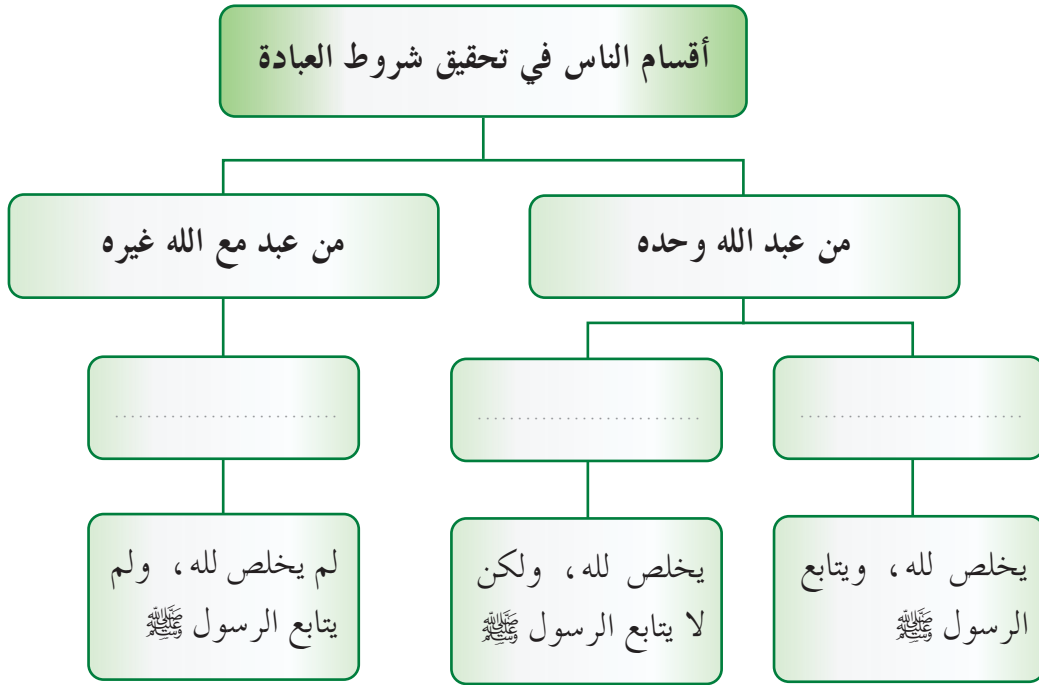 أقسام الناس في تحقيق شروط العبادة
من عبد الله وحده
من عبد مع الله غيره
..............................
..............................
..............................
يخلص لله، ويتابع
الرسول ﷺ
يخلص لله، ولكن
لا يتابع الرسول ﷺ
لم يخلص لله، ولم
يتابع الرسول ﷺ